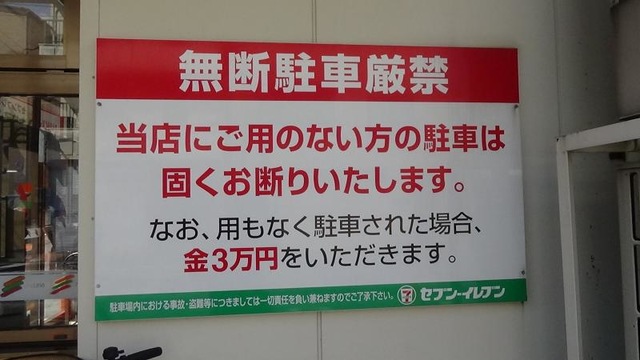 無断駐車厳禁
当店にご用のない方の駐車は
固くお断りいたします。
なお、用もなく駐車された場合、
金3万円をいただきます。
駐車場内における事故・盗難等につきましては一切責任を負い兼ねますのでご了承下さい。 セブン-イレブン